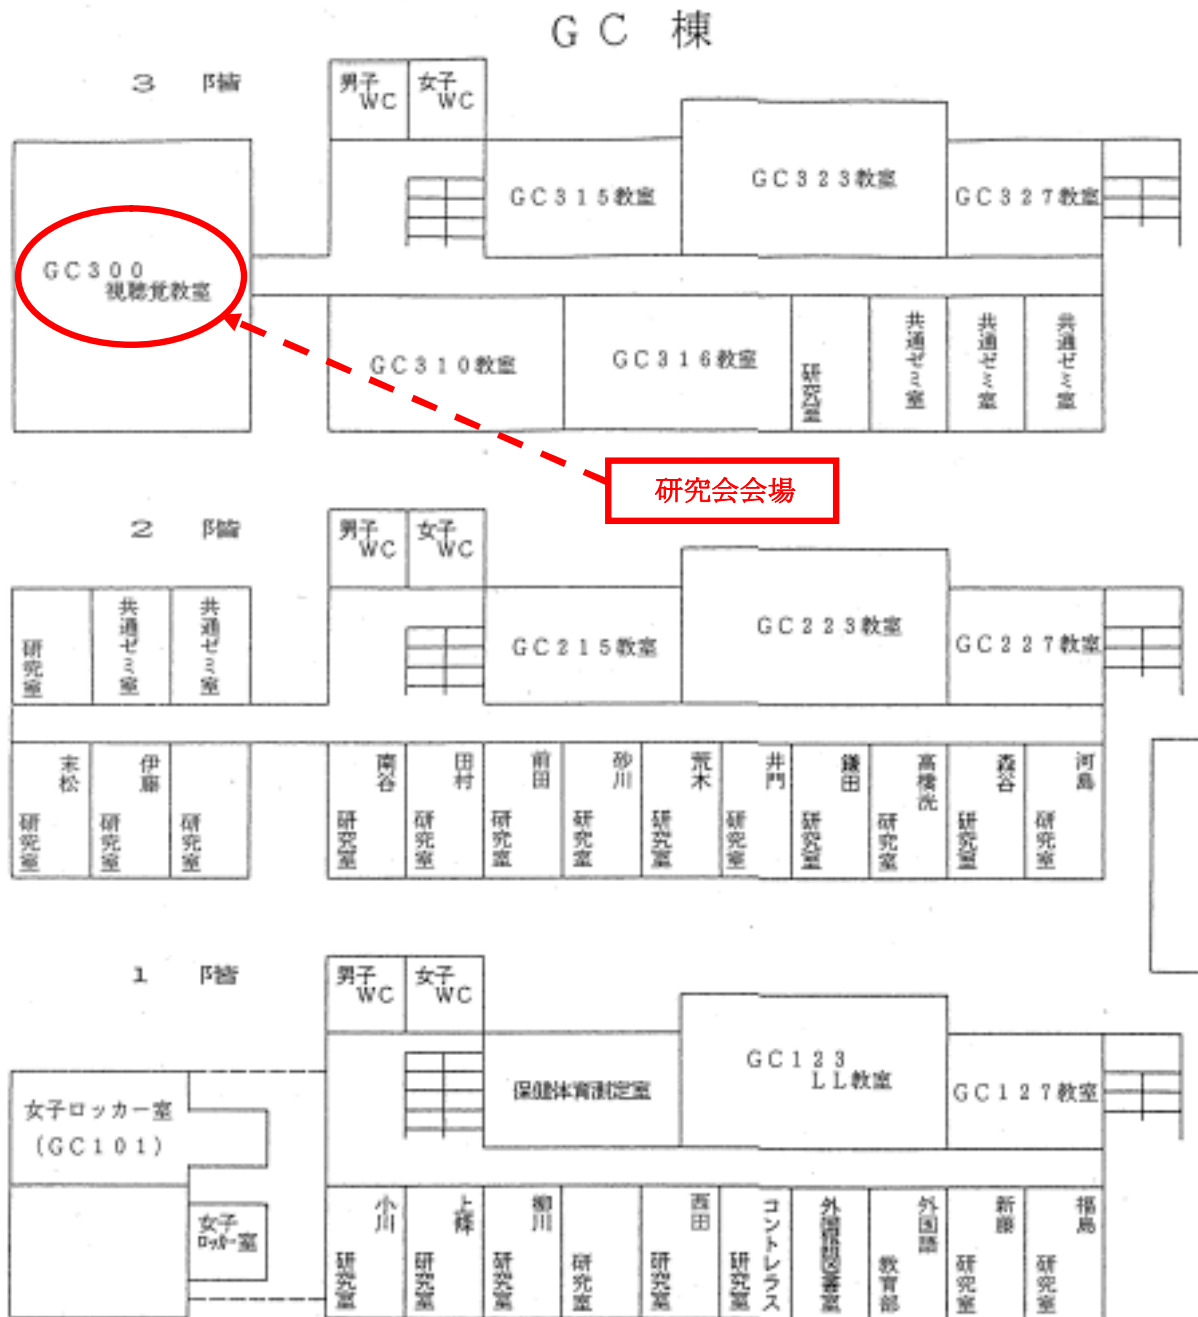 GC 棟
3 階
男子WC
女子WC
GC315教室
GC323教室
GC327教室
GC300
視聴覚教室
GC310教室
GC316教室
研究室
共通ゼミ室
共通ゼミ室
共通ゼミ室
研究会会場
2 階
男子WC
女子WC
研究室
共通ゼミ室
共通ゼミ室
GC215教室
GC223教室
GC227教室
末松
研究室
伊藤
研究室
研究室
南谷
研究室
田村
研究室
前田
研究室
砂川
研究室
荒木
研究室
井門
研究室
鎌田
研究室
高橋洸
研究室
森谷
研究室
河島
研究室
1 階
男子WC
女子WC
女子ロッカー室
(GC101)
女子
ロッカー室
保健体育測定室
GC123
LL教室
GC127教室
小川
研究室
上條
研究室
柳川
研究室
研究室
西田
研究室
コントレラス
研究室
外国語図書室
外国語
教育部
新藤
研究室
福島
研究室